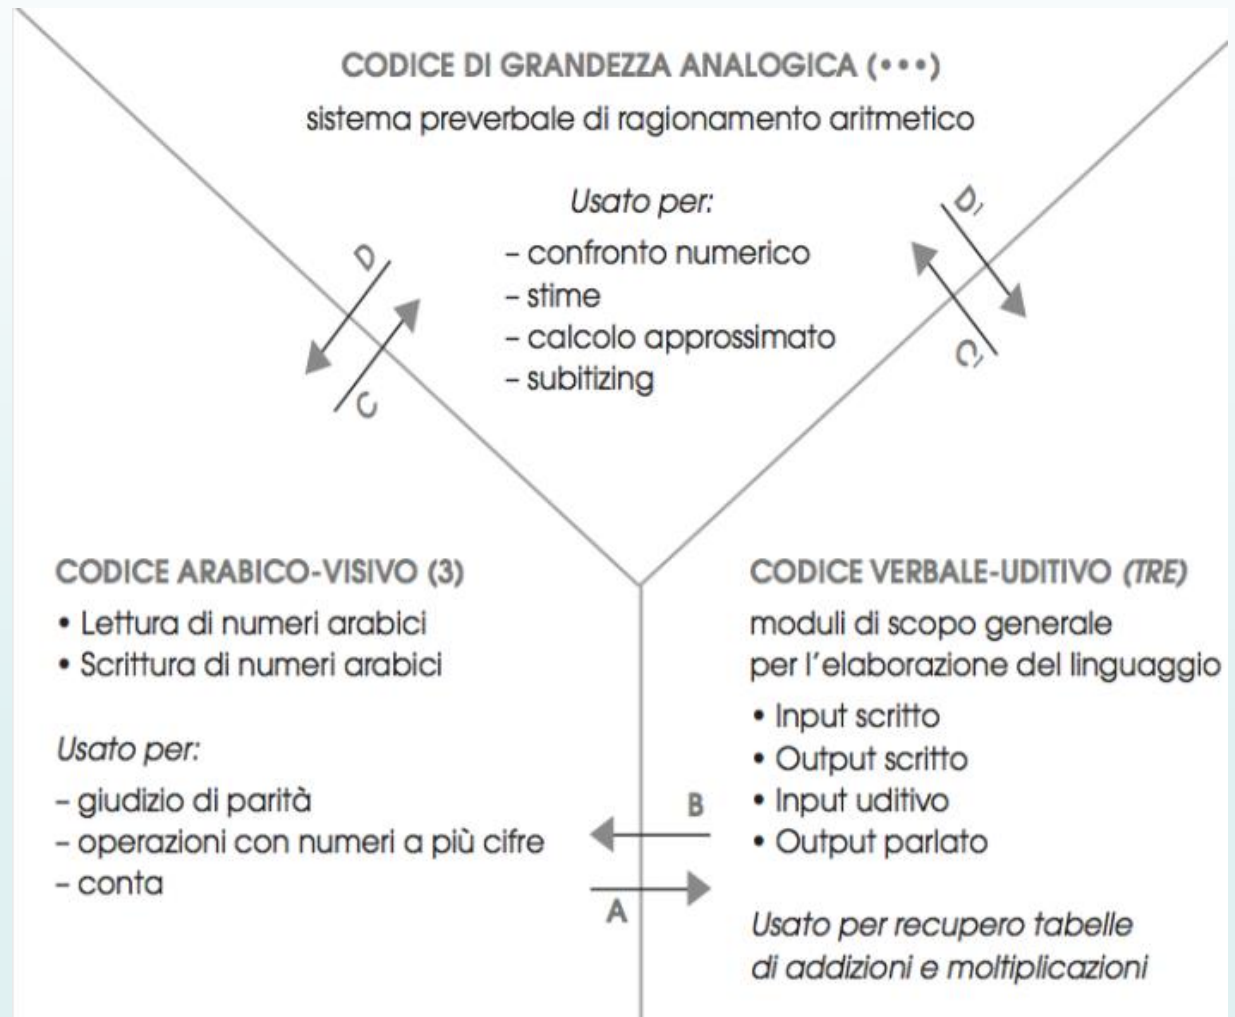 CODICE DI GRANDEZZA ANALOGICA (•••)
sistema preverbale di ragionamento aritmetico
Usato per:
– confronto numerico
– stime
– calcolo approssimato
– subitizing
D
C
D¹
C¹
CODICE ARABICO-VISIVO (3)
• Lettura di numeri arabici
• Scrittura di numeri arabici
Usato per:
– giudizio di parità
– operazioni con numeri a più cifre
– conta
B
A
CODICE VERBALE-UDITIVO (TRE)
moduli di scopo generale
per l'elaborazione del linguaggio
• Input scritto
• Output scritto
• Input uditivo
• Output parlato
Usato per recupero tabelle
di addizioni e moltiplicazioni